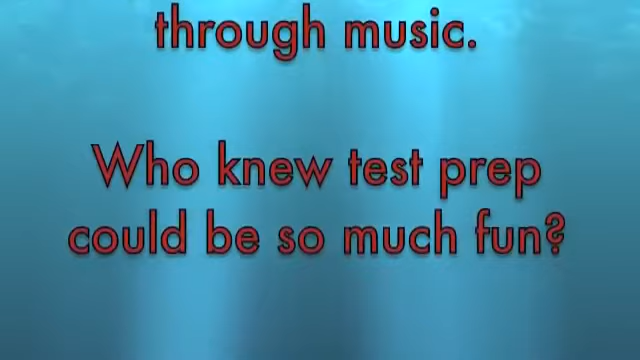 through music.
Who knew test prep
could be so much fun?